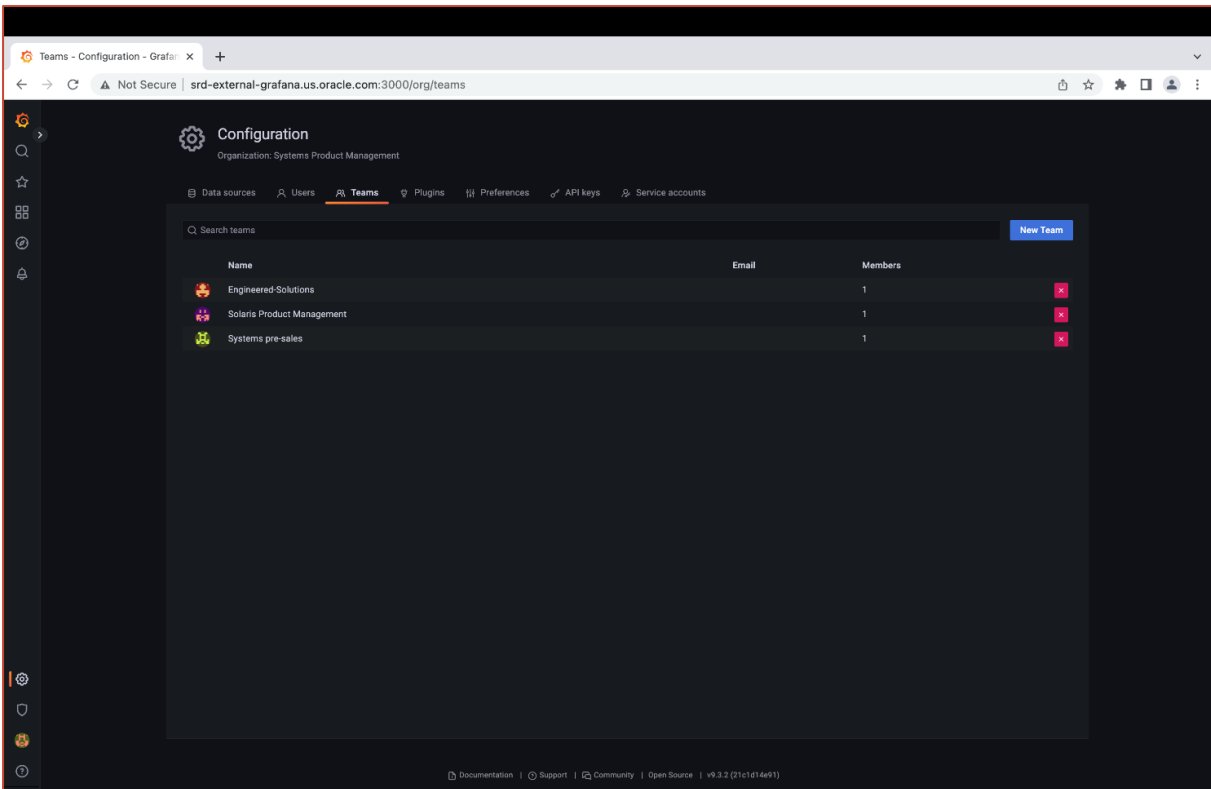 Teams - Configuration - Grafan
Not Secure | srd-external-grafana.us.oracle.com:3000/org/teams
Configuration
Organization: Systems Product Management
Data sources Users Teams Plugins Preferences API keys Service accounts
Search teams New Team
Name Email Members
Engineered-Solutions 1
Solaris Product Management 1
Systems pre-sales 1
Documentation | Support | Community | Open Source | v9.3.2 (21c1d14e91)